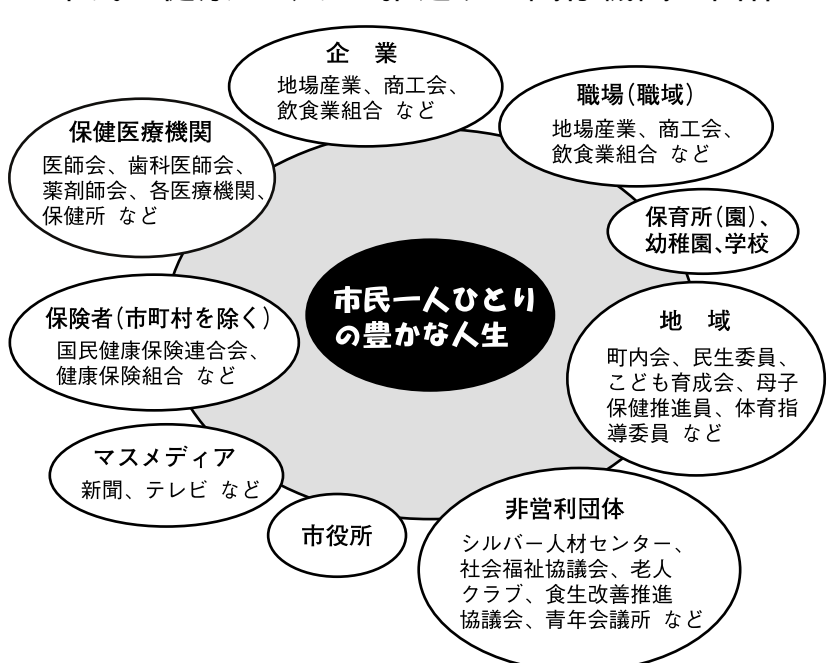 企　業
地場産業、商工会、
飲食業組合 など
職場（職域）
地場産業、商工会、
飲食業組合 など
保健医療機関
医師会、歯科医師会、
薬剤師会、各医療機関、
保健所 など
保育所（園）、
幼稚園、学校
市民一人ひとり
の豊かな人生
保険者（市町村を除く）
国民健康保険連合会、
健康保険組合 など
地　域
町内会、民生委員、
こども育成会、母子
保健推進員、体育指
導委員 など
マスメディア
新聞、テレビ など
市役所
非営利団体
シルバー人材センター、
社会福祉協議会、老人
クラブ、食生改善推進
協議会、青年会議所 など